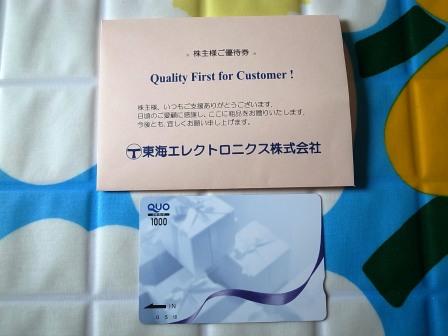 株主様ご優待券
Quality First for Customer !
株主様、いつもご支援ありがとうございます。
日頃のご愛顧に感謝し、ここに粗品をお贈りいたします。
今後とも、宜しくお願い申し上げます。
東海エレクトロニクス株式会社
QUO
1000
IN
0 5 10